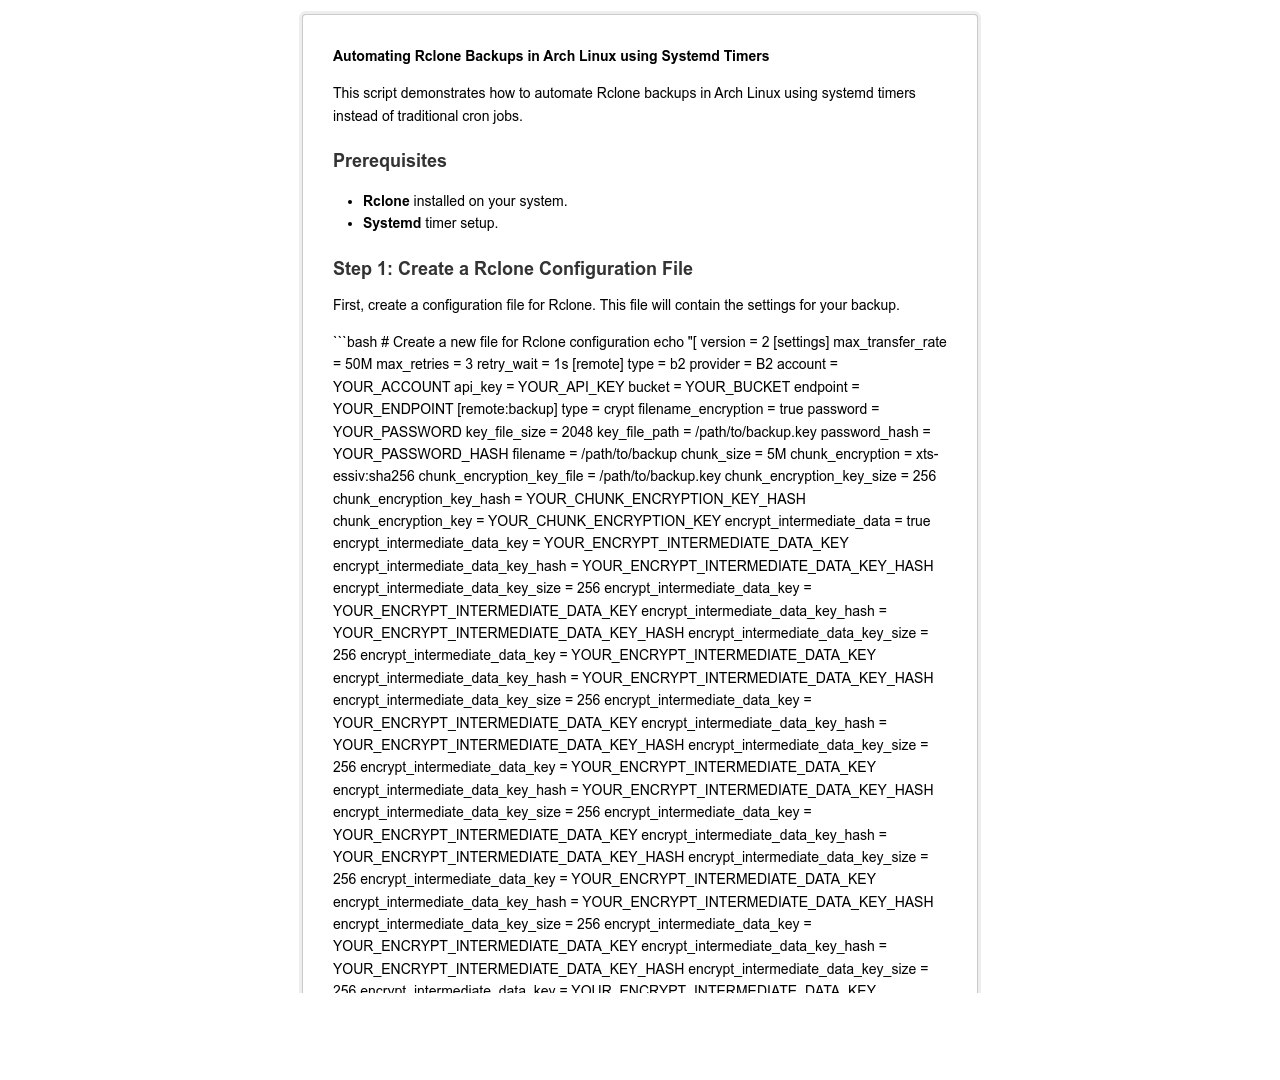 Automating Rclone Backups in Arch Linux using Systemd Timers
This script demonstrates how to automate Rclone backups in Arch Linux using systemd timers
instead of traditional cron jobs.
Prerequisites
• Rclone installed on your system.
• Systemd timer setup.
Step 1: Create a Rclone Configuration File
First, create a configuration file for Rclone. This file will contain the settings for your backup.
```bash # Create a new file for Rclone configuration echo "[ version = 2 [settings] max_transfer_rate
= 50M max_retries = 3 retry_wait = 1s [remote] type = b2 provider = B2 account =
YOUR_ACCOUNT api_key = YOUR_API_KEY bucket = YOUR_BUCKET endpoint =
YOUR_ENDPOINT [remote:backup] type = crypt filename_encryption = true password =
YOUR_PASSWORD key_file_size = 2048 key_file_path = /path/to/backup.key password_hash =
YOUR_PASSWORD_HASH filename = /path/to/backup chunk_size = 5M chunk_encryption = xts-
essiv:sha256 chunk_encryption_key_file = /path/to/backup.key chunk_encryption_key_size = 256
chunk_encryption_key_hash = YOUR_CHUNK_ENCRYPTION_KEY_HASH
chunk_encryption_key = YOUR_CHUNK_ENCRYPTION_KEY encrypt_intermediate_data = true
encrypt_intermediate_data_key = YOUR_ENCRYPT_INTERMEDIATE_DATA_KEY
encrypt_intermediate_data_key_hash = YOUR_ENCRYPT_INTERMEDIATE_DATA_KEY_HASH
encrypt_intermediate_data_key_size = 256 encrypt_intermediate_data_key =
YOUR_ENCRYPT_INTERMEDIATE_DATA_KEY encrypt_intermediate_data_key_hash =
YOUR_ENCRYPT_INTERMEDIATE_DATA_KEY_HASH encrypt_intermediate_data_key_size =
256 encrypt_intermediate_data_key = YOUR_ENCRYPT_INTERMEDIATE_DATA_KEY
encrypt_intermediate_data_key_hash = YOUR_ENCRYPT_INTERMEDIATE_DATA_KEY_HASH
encrypt_intermediate_data_key_size = 256 encrypt_intermediate_data_key =
YOUR_ENCRYPT_INTERMEDIATE_DATA_KEY encrypt_intermediate_data_key_hash =
YOUR_ENCRYPT_INTERMEDIATE_DATA_KEY_HASH encrypt_intermediate_data_key_size =
256 encrypt_intermediate_data_key = YOUR_ENCRYPT_INTERMEDIATE_DATA_KEY
encrypt_intermediate_data_key_hash = YOUR_ENCRYPT_INTERMEDIATE_DATA_KEY_HASH
encrypt_intermediate_data_key_size = 256 encrypt_intermediate_data_key =
YOUR_ENCRYPT_INTERMEDIATE_DATA_KEY encrypt_intermediate_data_key_hash =
YOUR_ENCRYPT_INTERMEDIATE_DATA_KEY_HASH encrypt_intermediate_data_key_size =
256 encrypt_intermediate_data_key = YOUR_ENCRYPT_INTERMEDIATE_DATA_KEY
encrypt_intermediate_data_key_hash = YOUR_ENCRYPT_INTERMEDIATE_DATA_KEY_HASH
encrypt_intermediate_data_key_size = 256 encrypt_intermediate_data_key =
YOUR_ENCRYPT_INTERMEDIATE_DATA_KEY encrypt_intermediate_data_key_hash =
YOUR_ENCRYPT_INTERMEDIATE_DATA_KEY_HASH encrypt_intermediate_data_key_size =
256 encrypt_intermediate_data_key = YOUR_ENCRYPT_INTERMEDIATE_DATA_KEY